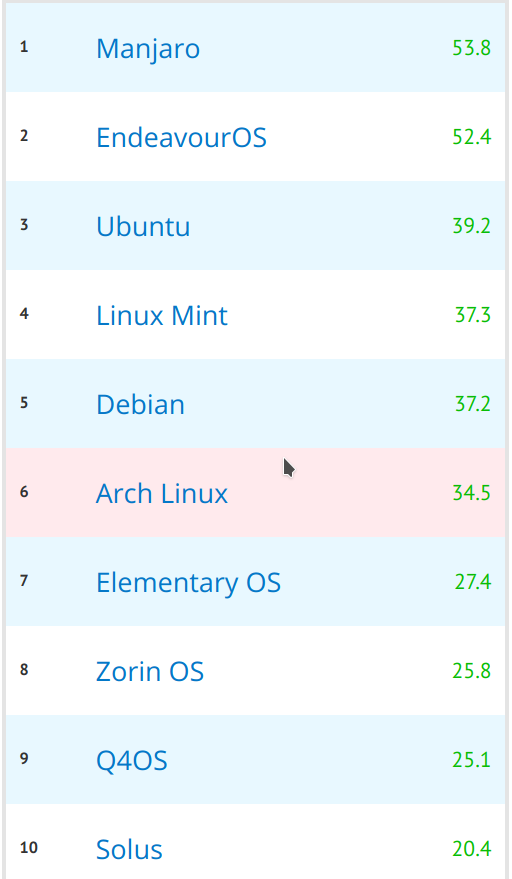 1 Manjaro 53.8
2 EndeavourOS 52.4
3 Ubuntu 39.2
4 Linux Mint 37.3
5 Debian 37.2
6 Arch Linux 34.5
7 Elementary OS 27.4
8 Zorin OS 25.8
9 Q4OS 25.1
10 Solus 20.4